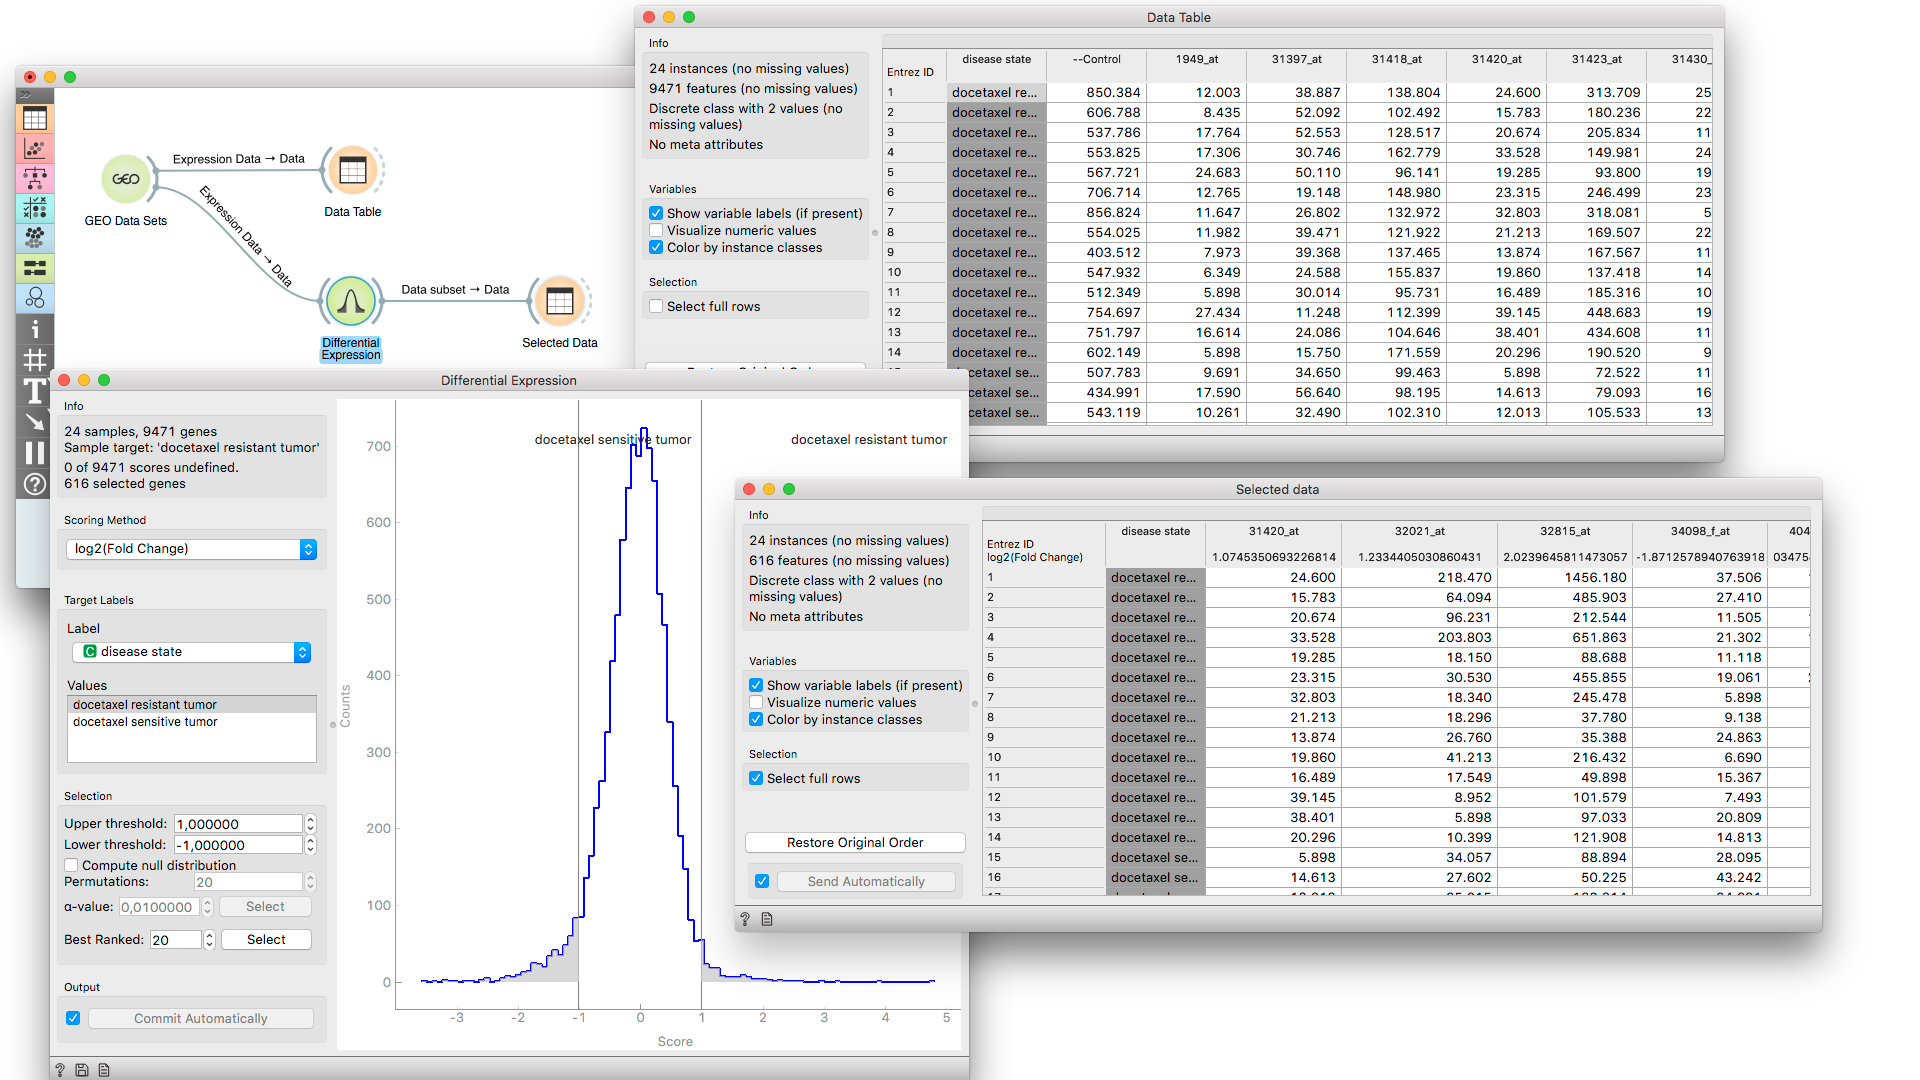 Data Table
Info
24 instances (no missing values)
9471 features (no missing values)
Discrete class with 2 values (no
missing values)
No meta attributes
Variables
Show variable labels (if present)
Visualize numeric values
Color by instance classes
Selection
Select full rows
Entrez ID disease state --Control 1949_at 31397_at 31418_at 31420_at 31423_at 31430_
1 docetaxel re... 850.384 12.003 38.887 138.804 24.600 313.709 25
2 docetaxel re... 606.788 8.435 52.092 102.492 15.783 180.236 22
3 docetaxel re... 537.786 17.764 52.553 128.517 20.674 205.834 11
4 docetaxel re... 553.825 17.306 30.746 162.779 33.528 149.981 24
5 docetaxel re... 567.721 24.683 50.110 96.141 19.285 93.800 19
6 docetaxel re... 706.714 12.765 19.148 148.980 23.315 246.499 23
7 docetaxel re... 856.824 11.647 26.802 132.972 32.803 318.081 5
8 docetaxel re... 554.025 11.982 39.471 121.922 21.213 169.507 22
9 docetaxel re... 403.512 7.973 39.368 137.465 13.874 167.567 11
10 docetaxel re... 547.932 6.349 24.588 155.837 19.860 137.418 14
11 docetaxel re... 512.349 5.898 30.014 95.731 16.489 185.316 10
12 docetaxel re... 754.697 27.434 11.248 112.399 39.145 448.683 19
13 docetaxel re... 751.797 16.614 24.086 104.646 38.401 434.608 11
14 docetaxel re... 602.149 5.898 15.750 171.559 20.296 190.520 9
docetaxel se... 507.783 9.691 34.650 99.463 5.898 72.522 11
cetaxel se... 434.991 17.590 56.640 98.195 14.613 79.093 16
cetaxel se... 543.119 10.261 32.490 102.310 12.013 105.533 13
GEO
GEO Data Sets
Expression Data → Data
Data Table
Expression Data → Data
Differential
Expression
Data subset → Data
Selected Data
Differential Expression
Info
24 samples, 9471 genes
Sample target: 'docetaxel resistant tumor'
0 of 9471 scores undefined.
616 selected genes
Scoring Method
log2(Fold Change)
Target Labels
Label
C disease state
Values
docetaxel resistant tumor
docetaxel sensitive tumor
Selection
Upper threshold: 1,000000
Lower threshold: -1,000000
Compute null distribution
Permutations: 20
α-value: 0,0100000 Select
Best Ranked: 20 Select
Output
Commit Automatically
docetaxel sensitive tumor docetaxel resistant tumor
700
600
500
400
300
200
100
0
Counts
-3 -2 -1 0 1 2 3 4 5
Score
Selected data
Info
24 instances (no missing values)
616 features (no missing values)
Discrete class with 2 values (no
missing values)
No meta attributes
Variables
Show variable labels (if present)
Visualize numeric values
Color by instance classes
Selection
Select full rows
Restore Original Order
Send Automatically
disease state 31420_at 32021_at 32815_at 34098_f_at 404
Entrez ID
log2(Fold Change) 1.0745350693226814 1.2334405030860431 2.0239645811473057 -1.8712578940763918 03475
1 docetaxel re... 24.600 218.470 1456.180 37.506
2 docetaxel re... 15.783 64.094 485.903 27.410
3 docetaxel re... 20.674 96.231 212.544 11.505
4 docetaxel re... 33.528 203.803 651.863 21.302
5 docetaxel re... 19.285 18.150 88.688 11.118
6 docetaxel re... 23.315 30.530 455.855 19.061
7 docetaxel re... 32.803 18.340 245.478 5.898
8 docetaxel re... 21.213 18.296 37.780 9.138
9 docetaxel re... 13.874 26.760 35.388 24.863
10 docetaxel re... 19.860 41.213 216.432 6.690
11 docetaxel re... 16.489 17.549 49.898 15.367
12 docetaxel re... 39.145 8.952 101.579 7.493
13 docetaxel re... 38.401 5.898 97.033 20.809
14 docetaxel re... 20.296 10.399 121.908 14.813
15 docetaxel se... 5.898 34.057 88.894 28.095
16 docetaxel se... 14.613 27.602 50.225 43.242